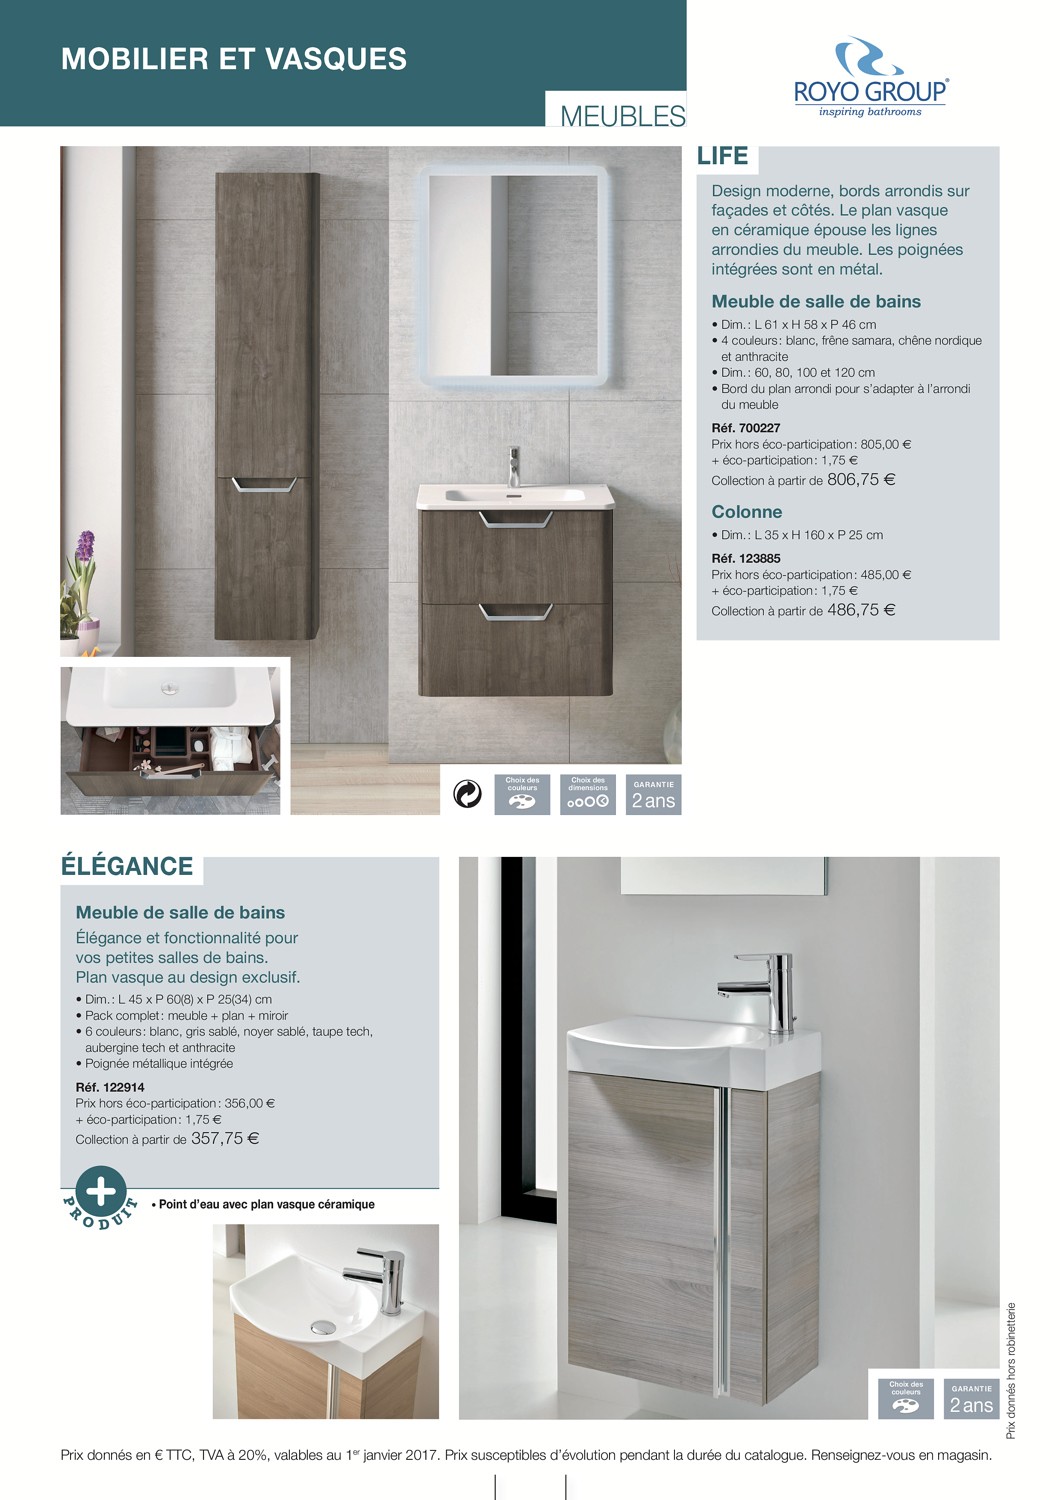 MOBILIER ET VASQUES
MEUBLES
ROYO GROUP®
inspiring bathrooms
LIFE
Design moderne, bords arrondis sur
façades et côtés. Le plan vasque
en céramique épouse les lignes
arrondies du meuble. Les poignées
intégrées sont en métal.
Meuble de salle de bains
• Dim. : L 61 x H 58 x P 46 cm
• 4 couleurs : blanc, frêne samara, chêne nordique
et anthracite
• Dim. : 60, 80, 100 et 120 cm
• Bord du plan arrondi pour s’adapter à l’arrondi
du meuble
Réf. 700227
Prix hors éco-participation : 805,00 €
+ éco-participation : 1,75 €
Collection à partir de 806,75 €
Colonne
• Dim. : L 35 x H 160 x P 25 cm
Réf. 123885
Prix hors éco-participation : 485,00 €
+ éco-participation : 1,75 €
Collection à partir de 486,75 €
Choix des
couleurs
Choix des
dimensions
GARANTIE
2 ans
ÉLÉGANCE
Meuble de salle de bains
Élégance et fonctionnalité pour
vos petites salles de bains.
Plan vasque au design exclusif.
• Dim. : L 45 x P 60(8) x P 25(34) cm
• Pack complet : meuble + plan + miroir
• 6 couleurs : blanc, gris sablé, noyer sablé, taupe tech,
aubergine tech et anthracite
• Poignée métallique intégrée
Réf. 122914
Prix hors éco-participation : 356,00 €
+ éco-participation : 1,75 €
Collection à partir de 357,75 €
+
PRODUIT
• Point d’eau avec plan vasque céramique
Choix des
couleurs
GARANTIE
2 ans
Prix donnés hors robinetterie
Prix donnés en € TTC, TVA à 20%, valables au 1er janvier 2017. Prix susceptibles d’évolution pendant la durée du catalogue. Renseignez-vous en magasin.